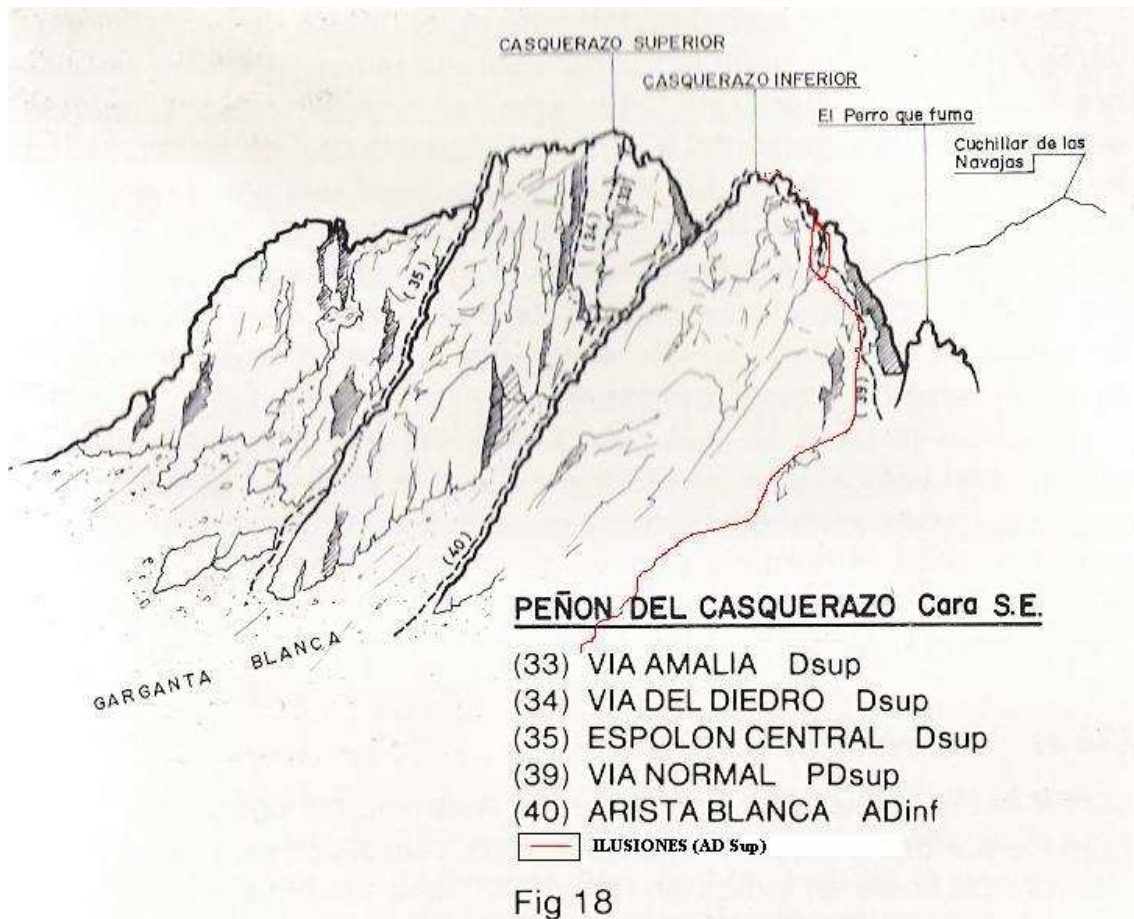 CASQUERAZO SUPERIOR
CASQUERAZO INFERIOR
El Perro que fuma
Cuchillar de las
Navajas
(34)
(33)
(35)
(39)
(40)
GARGANTA BLANCA
PEÑON DEL CASQUERAZO Cara S.E.
(33) VIA AMALIA Dsup
(34) VIA DEL DIEDRO Dsup
(35) ESPOLON CENTRAL Dsup
(39) VIA NORMAL PDsup
(40) ARISTA BLANCA ADinf
ILUSIONES (AD Sup)
Fig 18